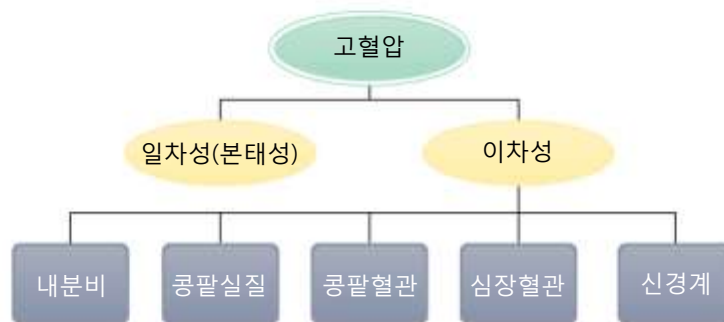 고혈압
일차성(본태성)
이차성
내분비
콩팥실질
콩팥혈관
심장혈관
신경계